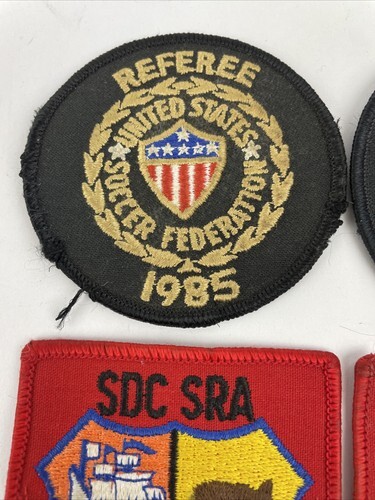 REFEREE
UNITED STATES
SOCCER FEDERATION
1985
SDC SRA